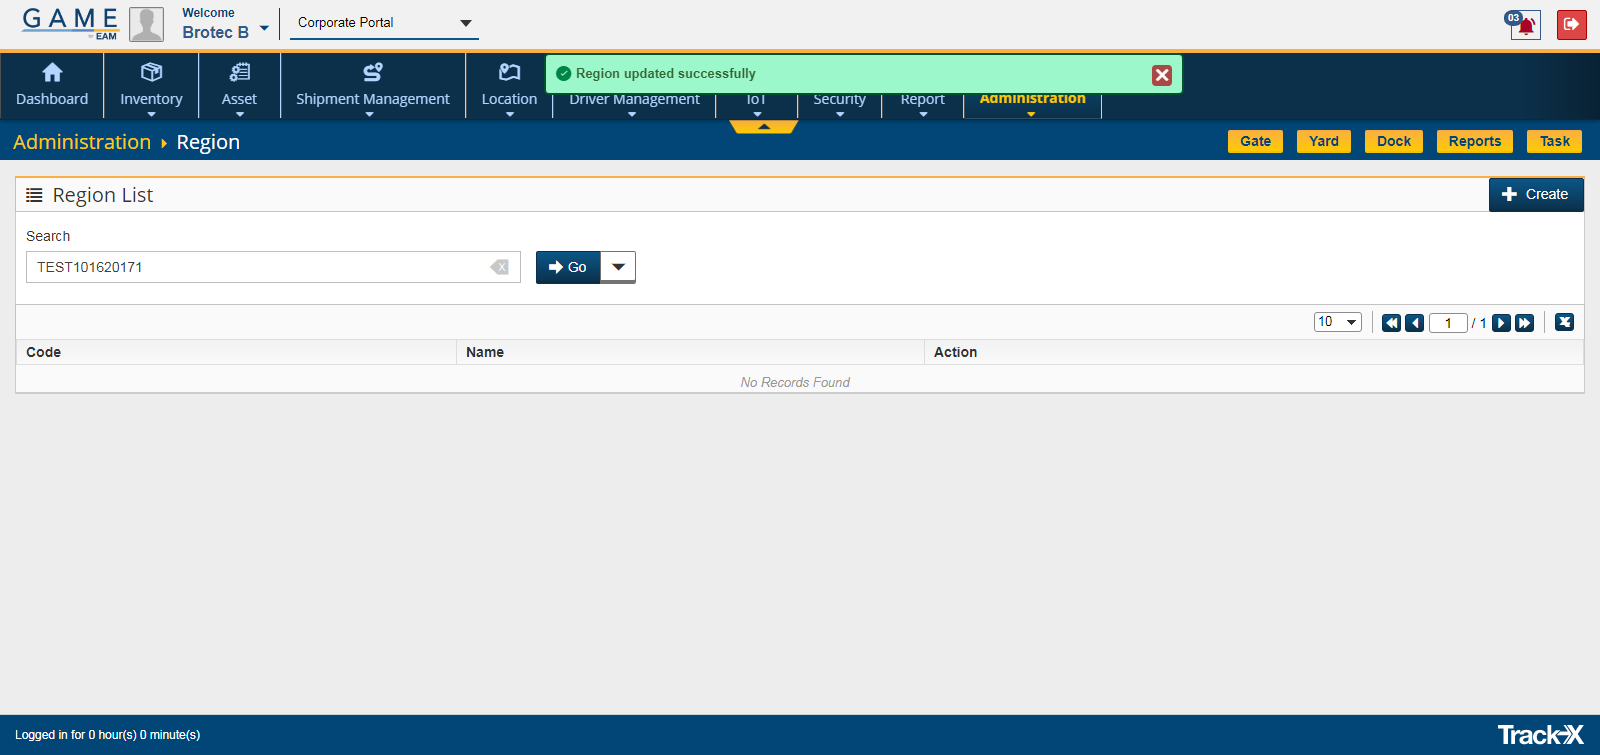 GAME
EAM
Welcome
Brotec B
Corporate Portal
03
Region updated successfully
Dashboard
Inventory
Asset
Shipment Management
Location
Driver Management
IoT
Security
Report
Administration
Administration Region
Gate
Yard
Dock
Reports
Task
Region List
Create
Search
TEST101620171
Go
10
1 / 1
Code Name Action
No Records Found
Logged in for 0 hour(s) 0 minute(s)
Track-X